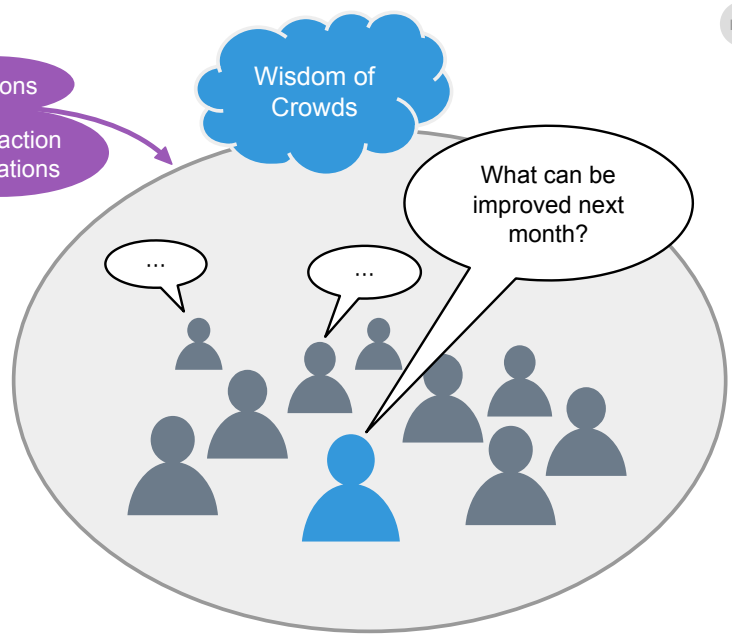 ons
action
ations
Wisdom of
Crowds
What can be
improved next
month?
...
...